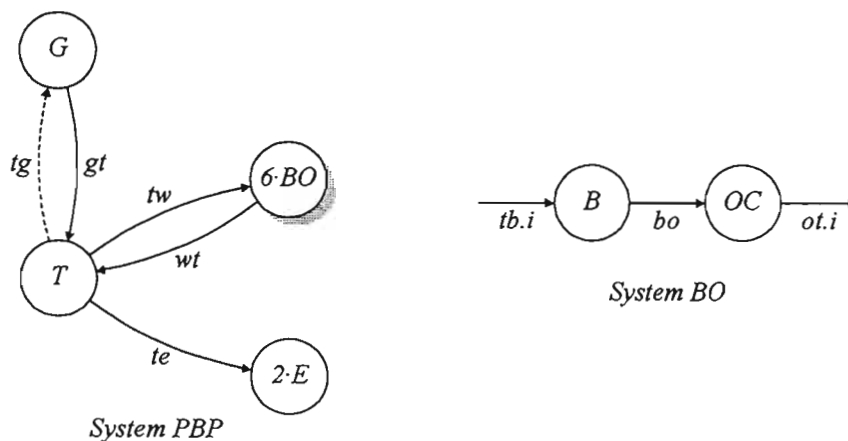 G
tg
gt
T
tw
wt
6·BO
te
2·E
System PBP
tb.i
B
bo
OC
ot.i
System BO